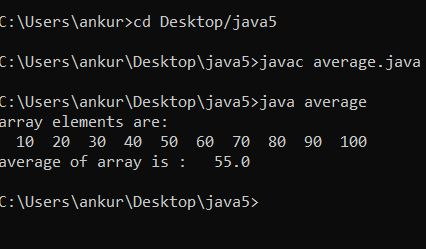 C:\Users\ankur>cd Desktop/java5
C:\Users\ankur\Desktop\java5>javac average.java
C:\Users\ankur\Desktop\java5>java average
array elements are:
  10  20  30  40  50  60  70  80  90  100
average of array is :   55.0
C:\Users\ankur\Desktop\java5>